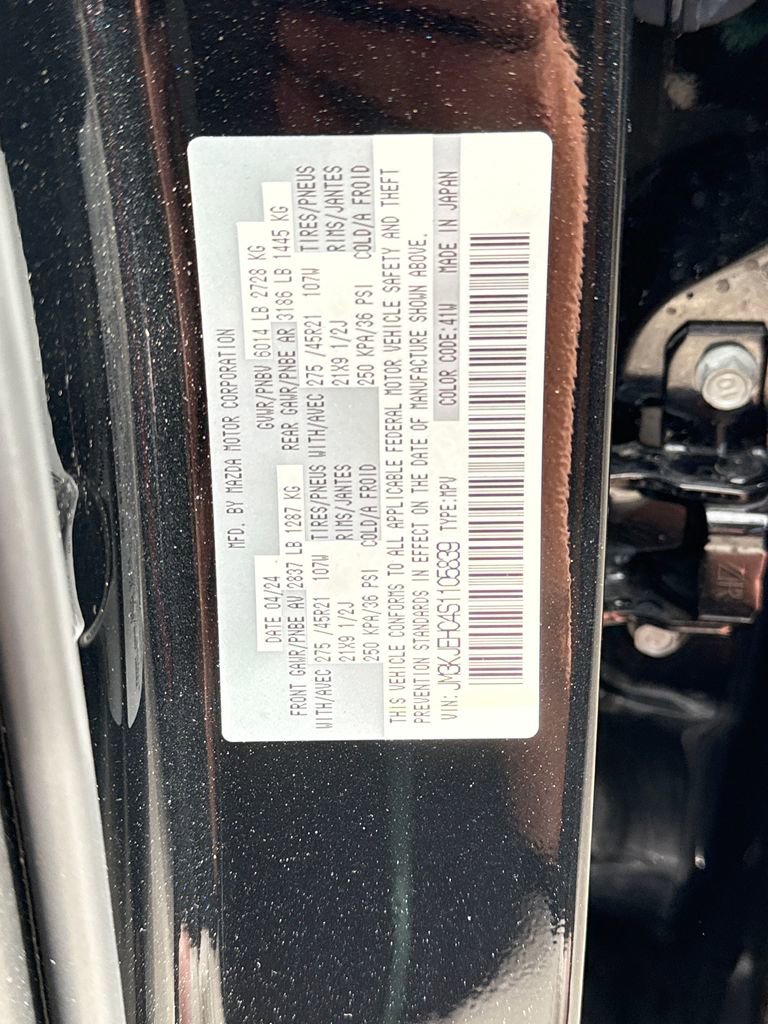 MFD. BY MAZDA MOTOR CORPORATION
DATE 04/24 GVWR/PNBV 6014 LB 2728 KG
FRONT GAWR/PNBE AV 2837 LB 1287 KG REAR GAWR/PNBE AR 3186 LB 1445 KG
WITH/AVEC 275 /45R21 107W TIRES/PNEUS WITH/AVEC 275 /45R21 107W TIRES/PNEUS
21X9 1/2J RIMS/JANTES 21X9 1/2J RIMS/JANTES
250 KPA/36 PSI COLD/A FROID 250 KPA/36 PSI COLD/A FROID
THIS VEHICLE CONFORMS TO ALL APPLICABLE FEDERAL MOTOR VEHICLE SAFETY AND THEFT
PREVENTION STANDARDS IN EFFECT ON THE DATE OF MANUFACTURE SHOWN ABOVE.
VIN: JM3KJEHC4S1105839 TYPE:MPV COLOR CODE:41W MADE IN JAPAN